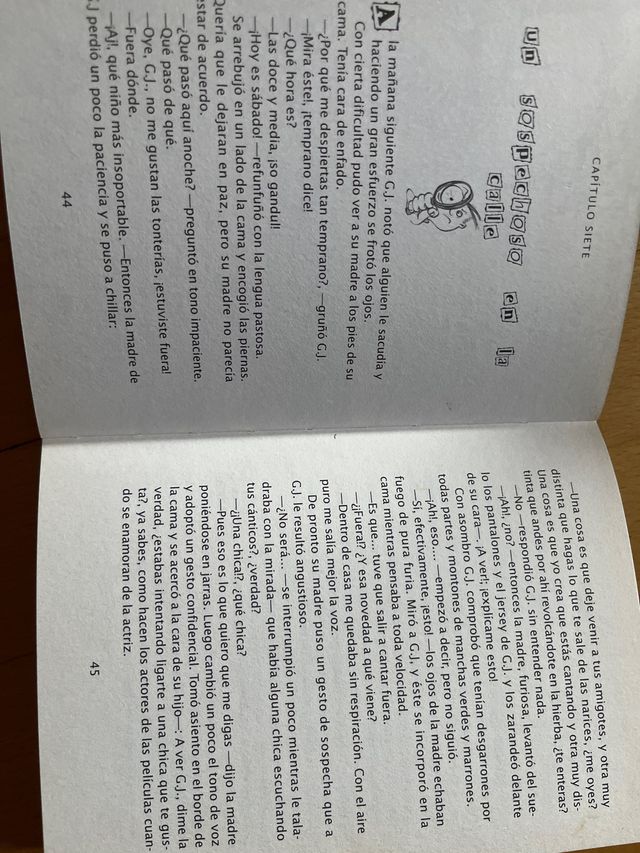 CAPÍTULO SIETE
Un sospechoso en la
calle
A la mañana siguiente G.J. notó que alguien le sacudía y
haciendo un gran esfuerzo se frotó los ojos.
Con cierta dificultad pudo ver a su madre a los pies de su
cama. Tenía cara de enfado.
—¿Por qué me despiertas tan temprano?, —gruñó G.J.
—¡Mira éste!, ¡temprano dice!
—¿Qué hora es?
—Las doce y media, ¡so gandul!
—¡Hoy es sábado! —refunfuñó con la lengua pastosa.
Se arrebujó en un lado de la cama y encogió las piernas.
Quería que le dejaran en paz, pero su madre no parecía
estar de acuerdo.
—¿Qué pasó aquí anoche? —preguntó en tono impaciente.
—Qué pasó de qué.
—Oye, G.J., no me gustan las tonterías, ¡estuviste fuera!
—Fuera dónde.
—¡Aj!, qué niño más insoportable. —Entonces la madre de
G.J perdió un poco la paciencia y se puso a chillar:
44
—Una cosa es que deje venir a tus amigotes, y otra muy
distinta que hagas lo que te sale de las narices, ¿me oyes?
Una cosa es que yo crea que estás cantando y otra muy dis-
tinta que andes por ahí revolcándote en la hierba, ¿te enteras?
—No —respondió G.J. sin entender nada.
—¡Ah!, ¿no? —entonces la madre, furiosa, levantó del sue-
lo los pantalones y el jersey de G.J. y los zarandeó delante
de su cara—, ¡A ver!; ¡explícame esto!
Con asombro G.J. comprobó que tenían desgarrones por
todas partes y montones de manchas verdes y marrones.
—¡Ah!, eso.... —empezó a decir, pero no siguió.
—Sí, efectivamente, ¡esto! —los ojos de la madre echaban
fuego de pura furia. Miró a G.J, y éste se incorporó en la
cama mientras pensaba a toda velocidad.
—Es que... tuve que salir a cantar fuera.
—¿¡Fuera!? ¿Y esa novedad a qué viene?
—Dentro de casa me quedaba sin respiración. Con el aire
puro me salía mejor la voz.
De pronto su madre puso un gesto de sospecha que a
G.J. le resultó angustioso.
—¿No será... —se interrumpió un poco mientras le tala-
draba con la mirada— que había alguna chica escuchando
tus cánticos?, ¿verdad?
—¿¡Una chica!?, ¿qué chica?
—Pues eso es lo que quiero que me digas —dijo la madre
poniéndose en jarras. Luego cambió un poco el tono de voz
y adoptó un gesto confidencial. Tomó asiento en el borde de
la cama y se acercó a la cara de su hijo—: A ver G.J., dime la
verdad, ¿estabas intentando ligarte a una chica que te gus-
ta?, ya sabes, como hacen los actores de las películas cuan-
do se enamoran de la actriz.
45